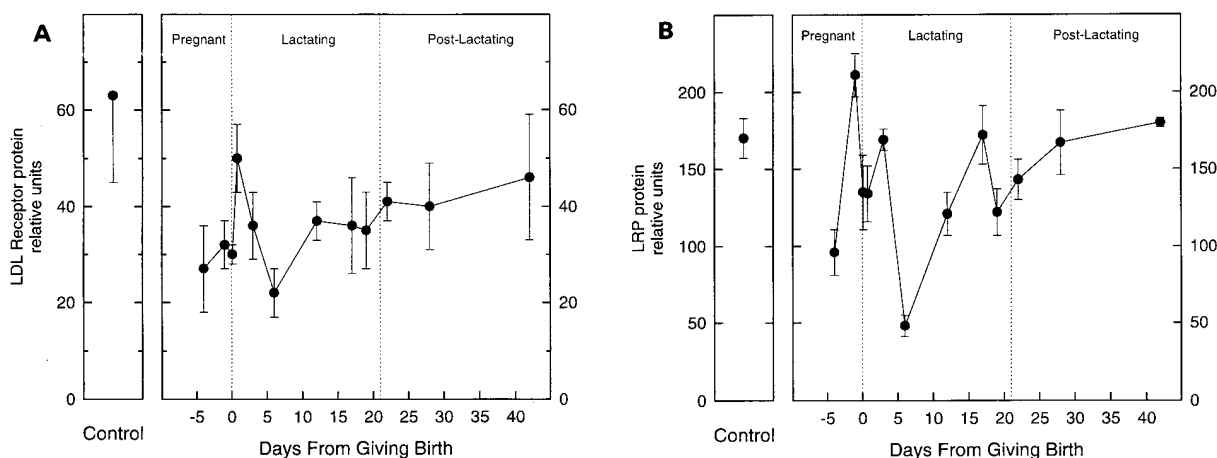 A
LDL Receptor protein
relative units
60
40
20
0
Control
Pregnant
Lactating
Post-Lactating
60
40
20
0
-5
0
5
10
15
20
25
30
35
40
Days From Giving Birth
B
LRP protein
relative units
200
150
100
50
0
Control
Pregnant
Lactating
Post-Lactating
200
150
100
50
0
-5
0
5
10
15
20
25
30
35
40
Days From Giving Birth